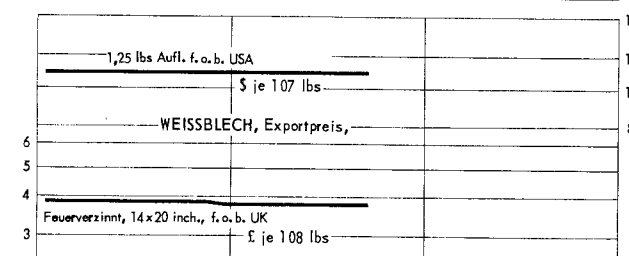 1,25 lbs Aufl. f.o.b. USA
$ je 107 lbs
WEISSBLECH, Exportpreis,
6
5
4
Feuerverzinnt, 14x20 inch., f.o.b. UK
3
£ je 108 lbs